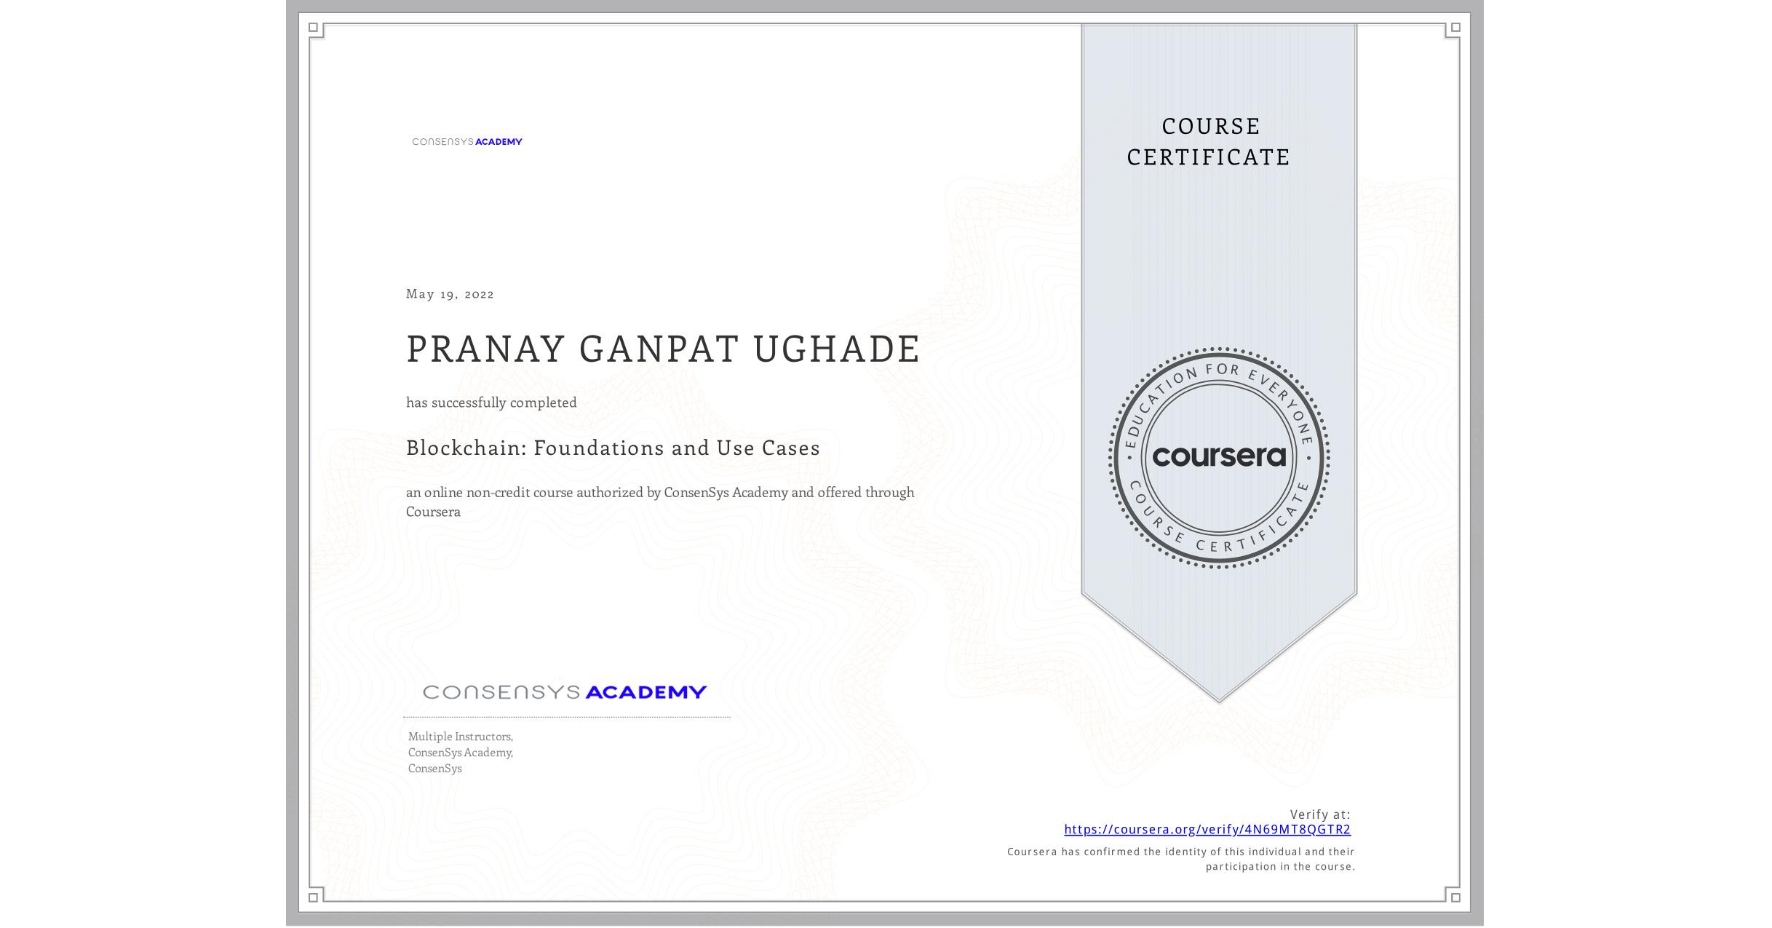 CONSENSYS ACADEMY
COURSE
CERTIFICATE
May 19, 2022
PRANAY GANPAT UGHADE
has successfully completed
Blockchain: Foundations and Use Cases
an online non-credit course authorized by ConsenSys Academy and offered through
Coursera
EDUCATION FOR EVERYONE
coursera
COURSE CERTIFICATE
CONSENSYS ACADEMY
Multiple Instructors,
ConsenSys Academy,
ConsenSys
Verify at:
https://coursera.org/verify/4N69MT8QGTR2
Coursera has confirmed the identity of this individual and their
participation in the course.